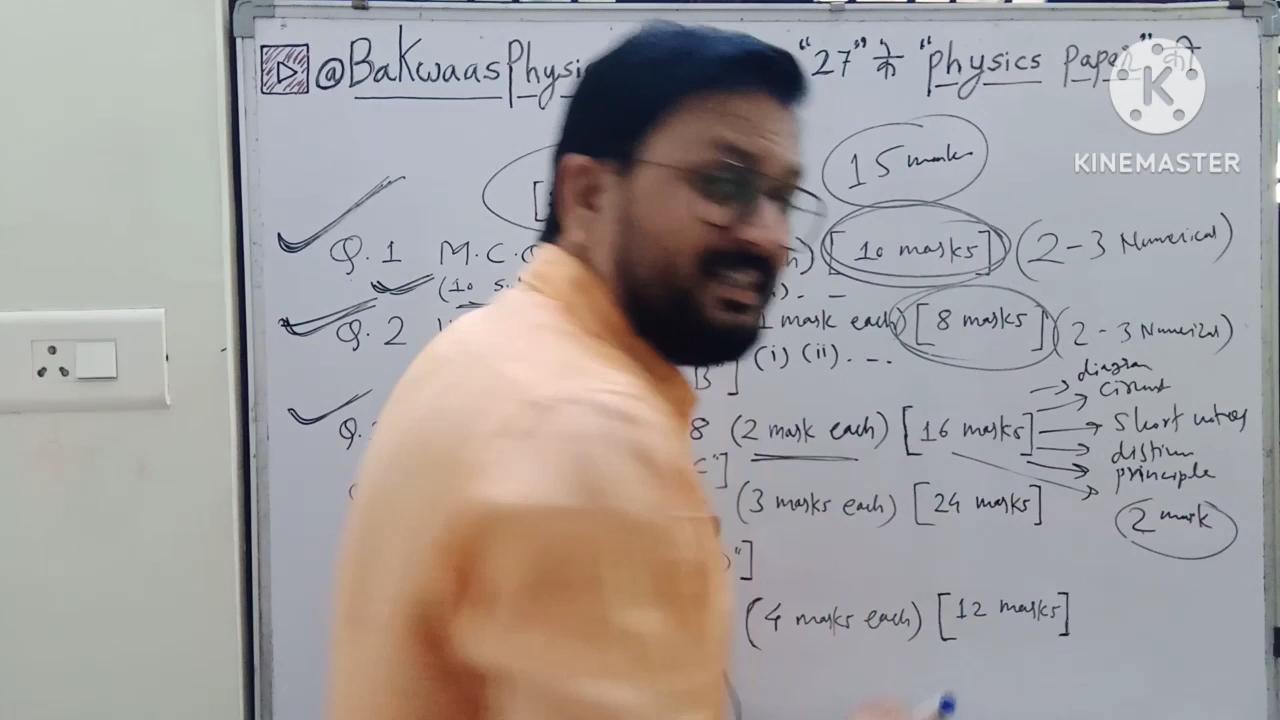 @BakwaasPhysi "27" के "Physics Paper" की
KINEMASTER
15 marks
Q.1 M.C.Q [10 marks] (2-3 Numerical)
(10
Q.2 1 mark each) [8 marks] (2-3 Numerical)
(i) (ii). -..
B"]
diagram
circuit
Q. 8 (2 mark each) [16 marks] short notes
distinc
principle
C"]
(3 marks each) [24 marks] 2 mark
"]
(4 marks each) [12 marks]